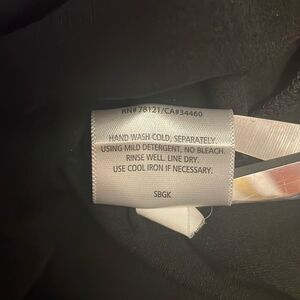 RN# 76121/CA#34460
HAND WASH COLD, SEPARATELY.
USING MILD DETERGENT, NO BLEACH.
RINSE WELL. LINE DRY.
USE COOL IRON IF NECESSARY.
SBGK